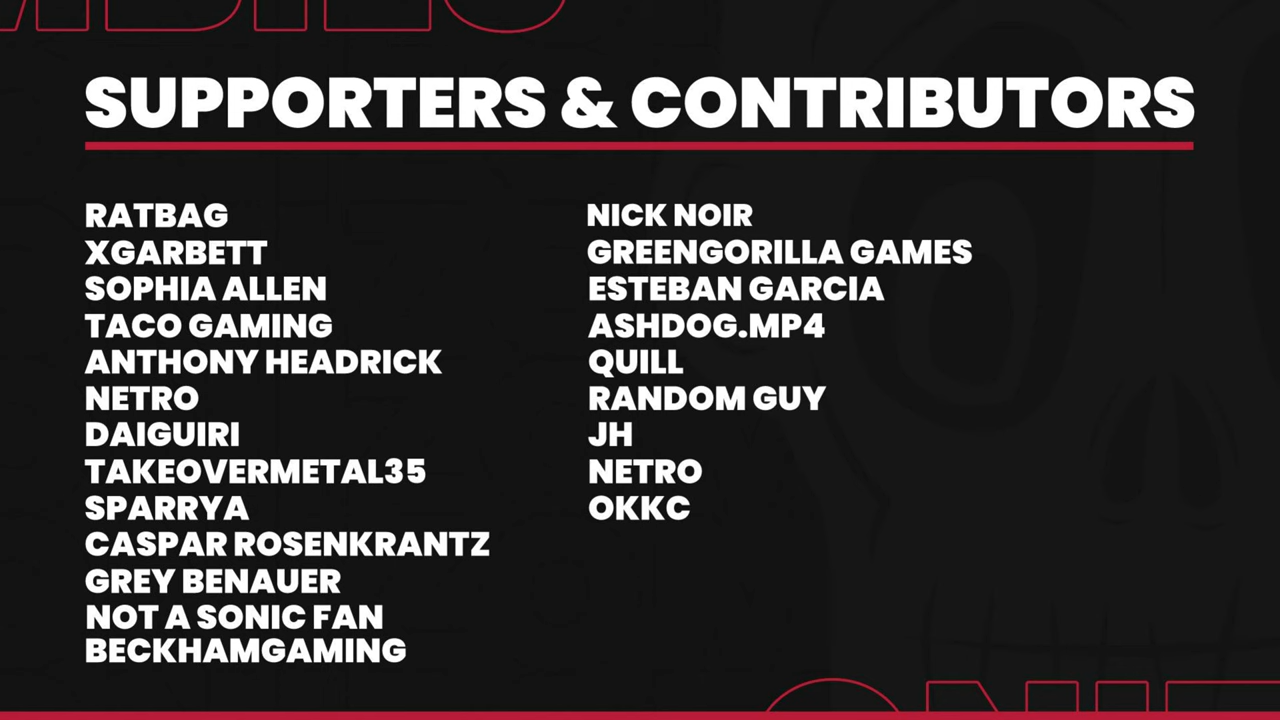 SUPPORTERS & CONTRIBUTORS
RATBAG
XGARBETT
SOPHIA ALLEN
TACO GAMING
ANTHONY HEADRICK
NETRO
DAIGUIRI
TAKEOVERMETAL35
SPARRYA
CASPAR ROSENKRANTZ
GREY BENAUER
NOT A SONIC FAN
BECKHAMGAMING
NICK NOIR
GREENGORILLA GAMES
ESTEBAN GARCIA
ASHDOG.MP4
QUILL
RANDOM GUY
JH
NETRO
OKKC